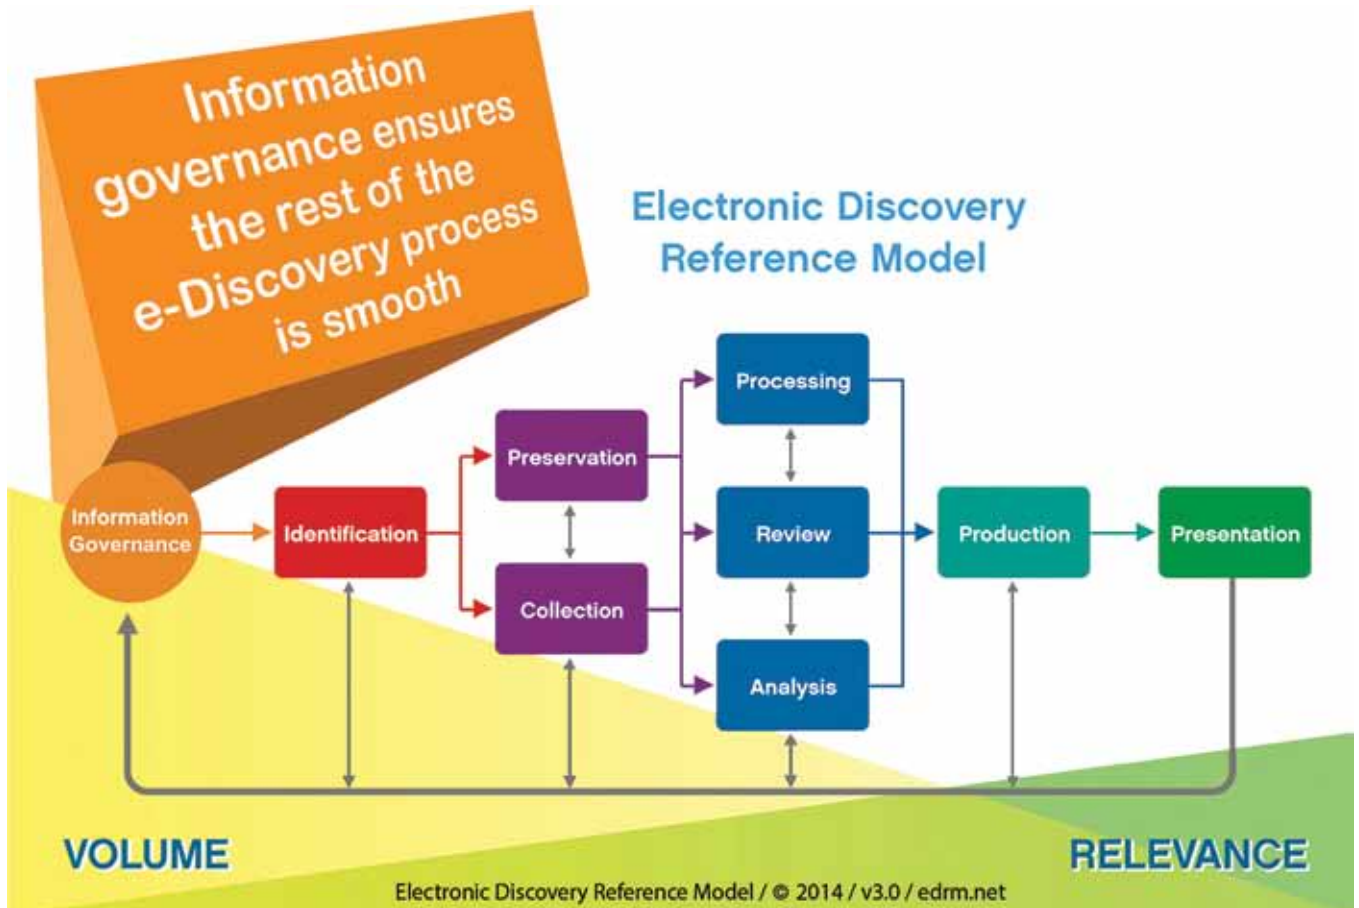 Information
governance ensures
the rest of the
e-Discovery process
is smooth
Electronic Discovery
Reference Model
Processing
Preservation
Information
Governance
Identification
Review
Production
Presentation
Collection
Analysis
VOLUME
RELEVANCE
Electronic Discovery Reference Model / © 2014 / v3.0 / edrm.net